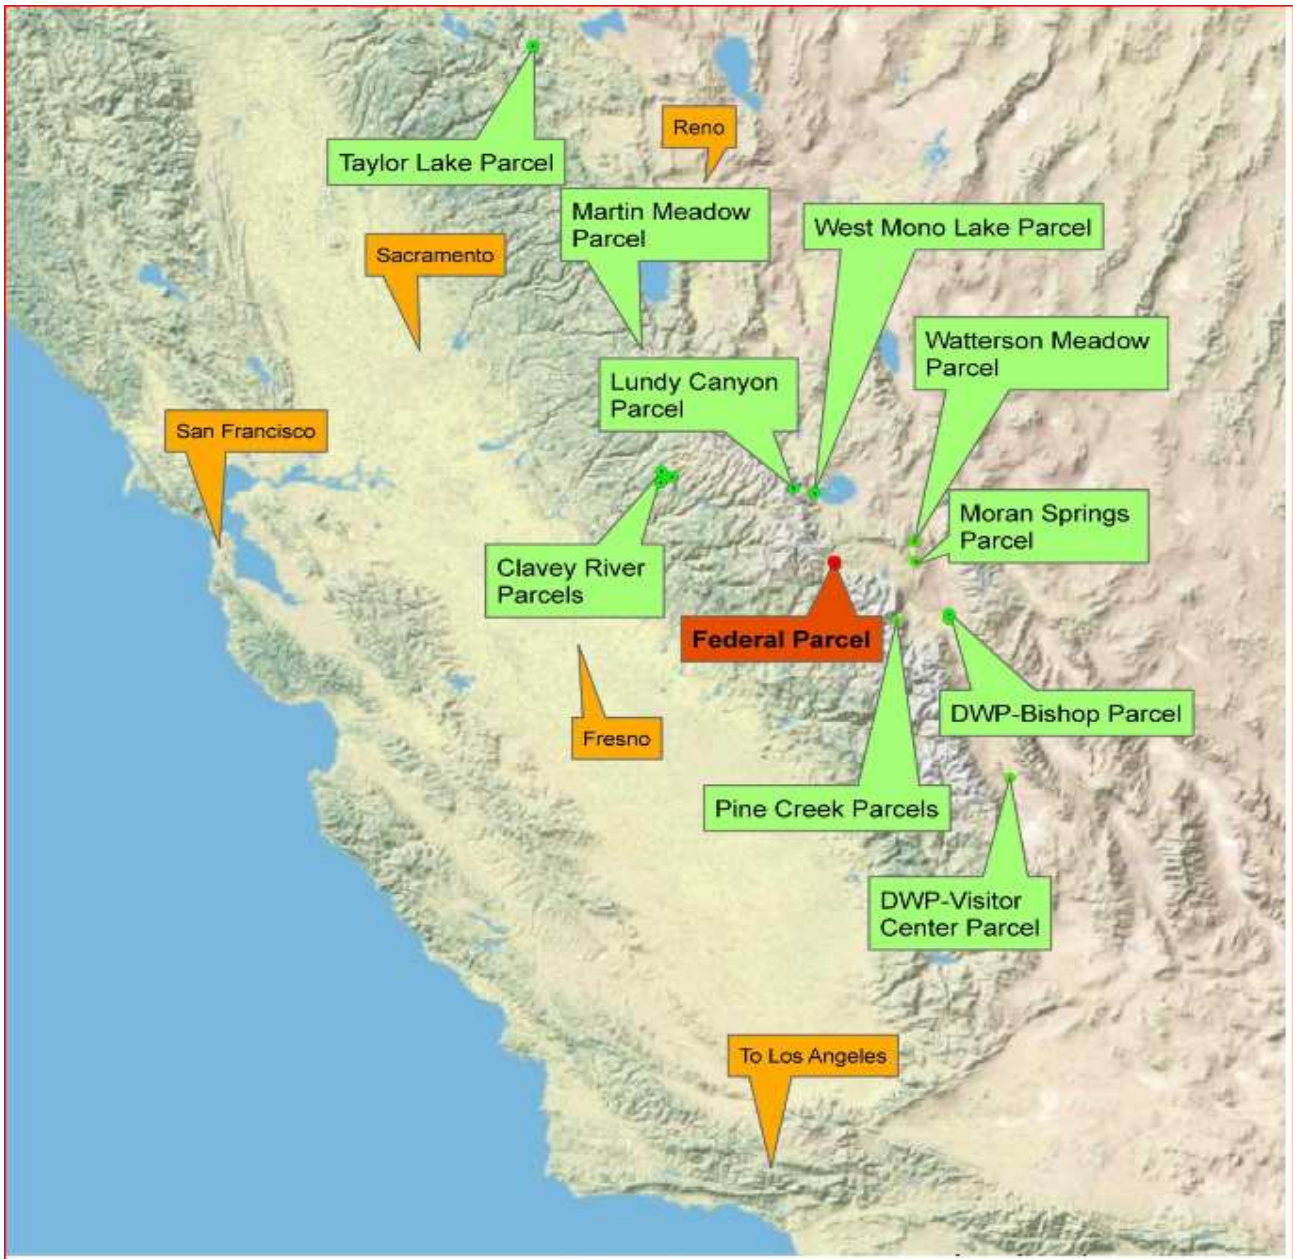 Reno
Taylor Lake Parcel
Martin Meadow
Parcel
West Mono Lake Parcel
Sacramento
Watterson Meadow
Parcel
Lundy Canyon
Parcel
San Francisco
Moran Springs
Parcel
Clavey River
Parcels
Federal Parcel
DWP-Bishop Parcel
Fresno
Pine Creek Parcels
DWP-Visitor
Center Parcel
To Los Angeles